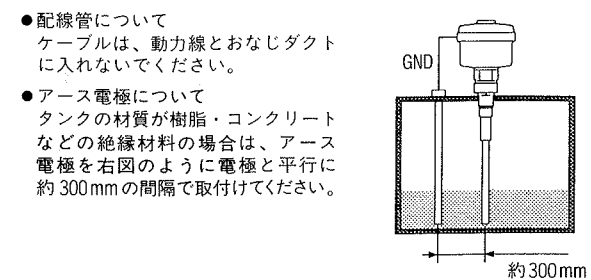 ●配線管について
ケーブルは、動力線とおなじダクト
に入れないでください。
●アース電極について
タンクの材質が樹脂・コンクリート
などの絶縁材料の場合は、アース
電極を右図のように電極と平行に
約300mmの間隔で取付けてください。
GND
約300mm